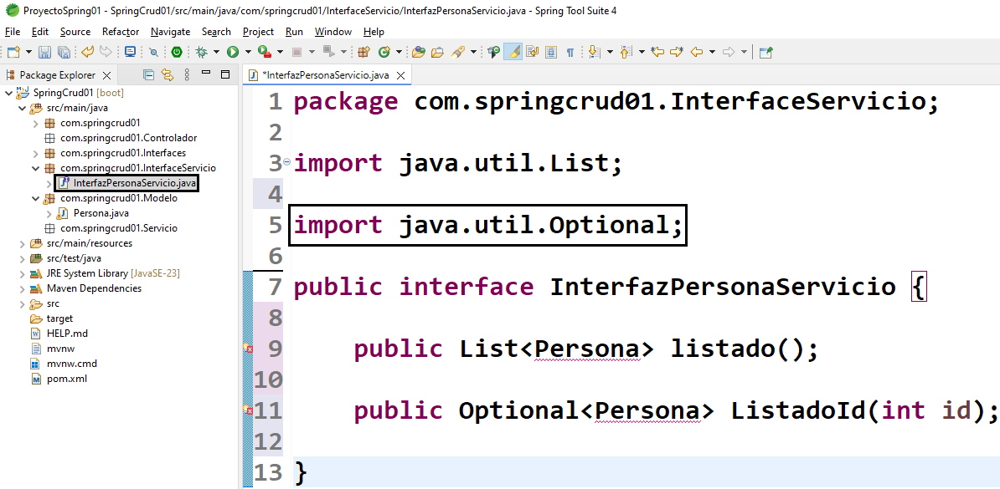 ProyectoSpring01 - SpringCrud01/src/main/java/com/springcrud01/InterfaceServicio/InterfazPersonaServicio.java - Spring Tool Suite 4
File Edit Source Refactor Navigate Search Project Run Window Help
Package Explorer
SpringCrud01 [boot]
src/main/java
com.springcrud01
com.springcrud01.Controlador
com.springcrud01.Interfaces
com.springcrud01.InterfaceServicio
InterfazPersonaServicio.java
com.springcrud01.Modelo
Persona.java
com.springcrud01.Servicio
src/main/resources
src/test/java
JRE System Library [JavaSE-23]
Maven Dependencies
src
target
HELP.md
mvnw
mvnw.cmd
pom.xml
*InterfazPersonaServicio.java
1 package com.springcrud01.InterfaceServicio;
2
3 import java.util.List;
4
5 import java.util.Optional;
6
7 public interface InterfazPersonaServicio {
8
9 public List<Persona> listado();
10
11 public Optional<Persona> ListadoId(int id);
12
13 }